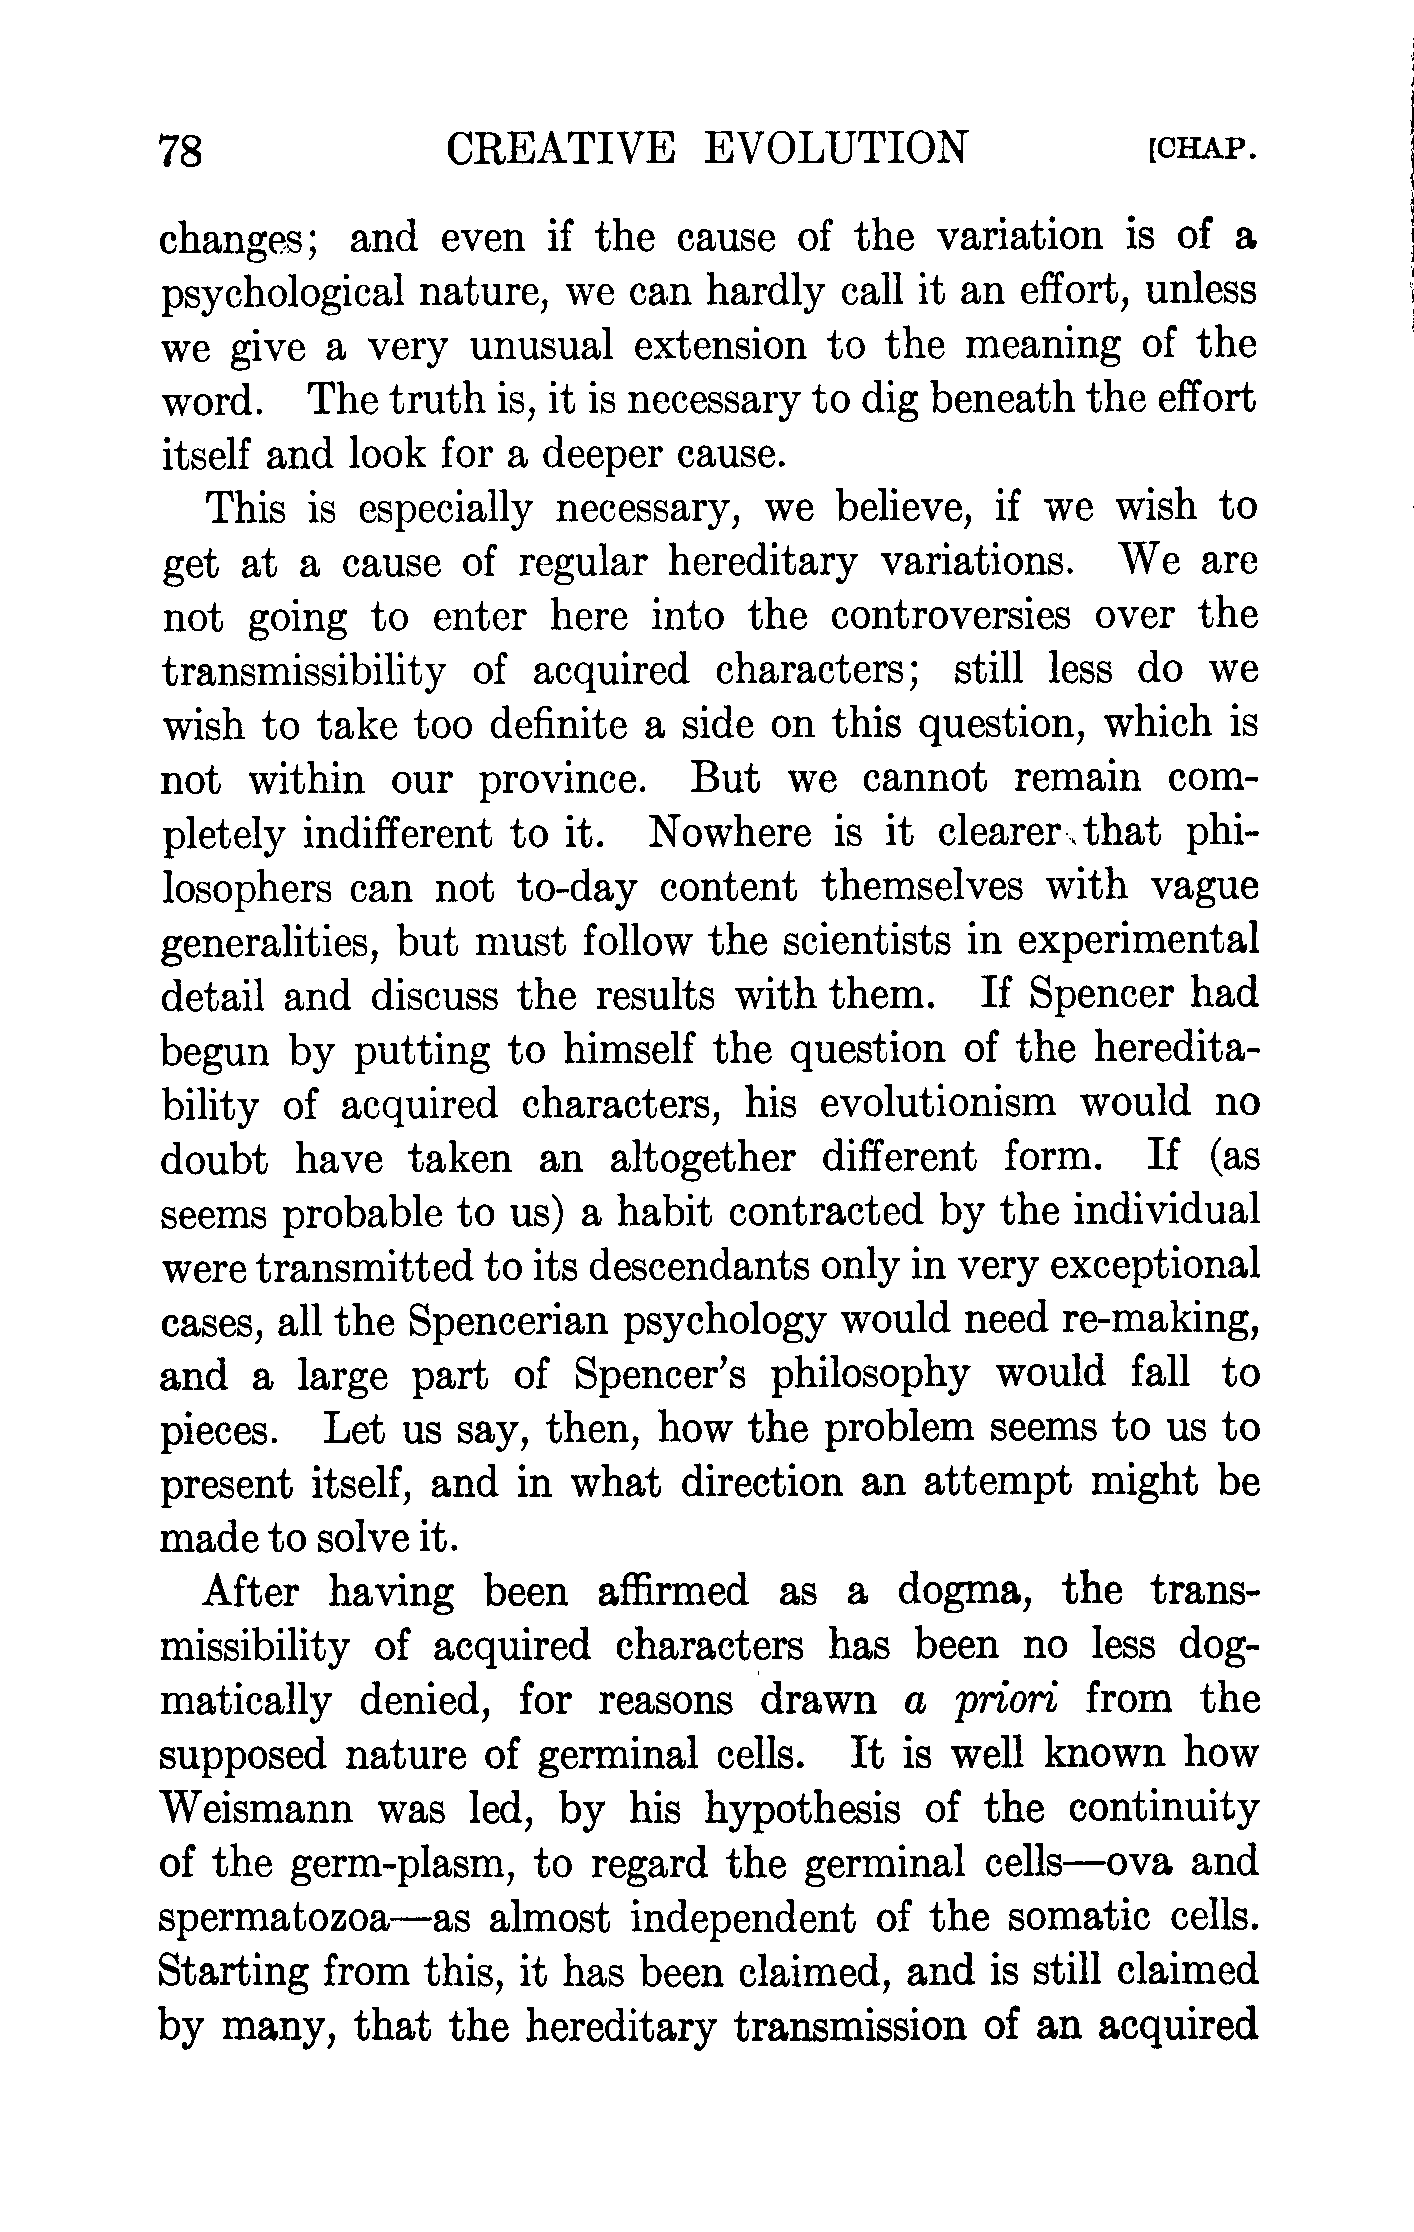 78 CREATIVE EVOLUTION [CHAP.
changes; and even if the cause of the variation is of a
psychological nature, we can hardly call it an effort, unless
we give a very unusual extension to the meaning of the
word. The truth is, it is necessary to dig beneath the effort
itself and look for a deeper cause.
This is especially necessary, we believe, if we wish to
get at a cause of regular hereditary variations. We are
not going to enter here into the controversies over the
transmissibility of acquired characters; still less do we
wish to take too definite a side on this question, which is
not within our province. But we cannot remain com-
pletely indifferent to it. Nowhere is it clearer that phi-
losophers can not to-day content themselves with vague
generalities, but must follow the scientists in experimental
detail and discuss the results with them. If Spencer had
begun by putting to himself the question of the heredita-
bility of acquired characters, his evolutionism would no
doubt have taken an altogether different form. If (as
seems probable to us) a habit contracted by the individual
were transmitted to its descendants only in very exceptional
cases, all the Spencerian psychology would need re-making,
and a large part of Spencer's philosophy would fall to
pieces. Let us say, then, how the problem seems to us to
present itself, and in what direction an attempt might be
made to solve it.
After having been affirmed as a dogma, the trans-
missibility of acquired characters has been no less dog-
matically denied, for reasons drawn a priori from the
supposed nature of germinal cells. It is well known how
Weismann was led, by his hypothesis of the continuity
of the germ-plasm, to regard the germinal cells—ova and
spermatozoa—as almost independent of the somatic cells.
Starting from this, it has been claimed, and is still claimed
by many, that the hereditary transmission of an acquired